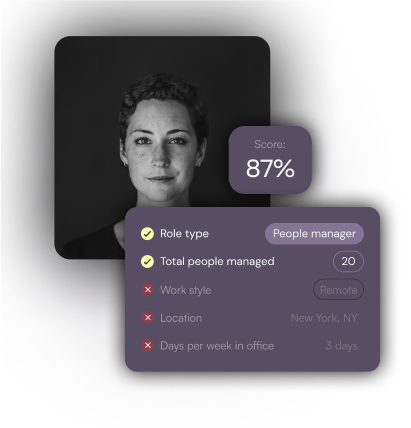 Score:
87%
Role type People manager
Total people managed 20
Work style Remote
Location New York, NY
Days per week in office 3 days